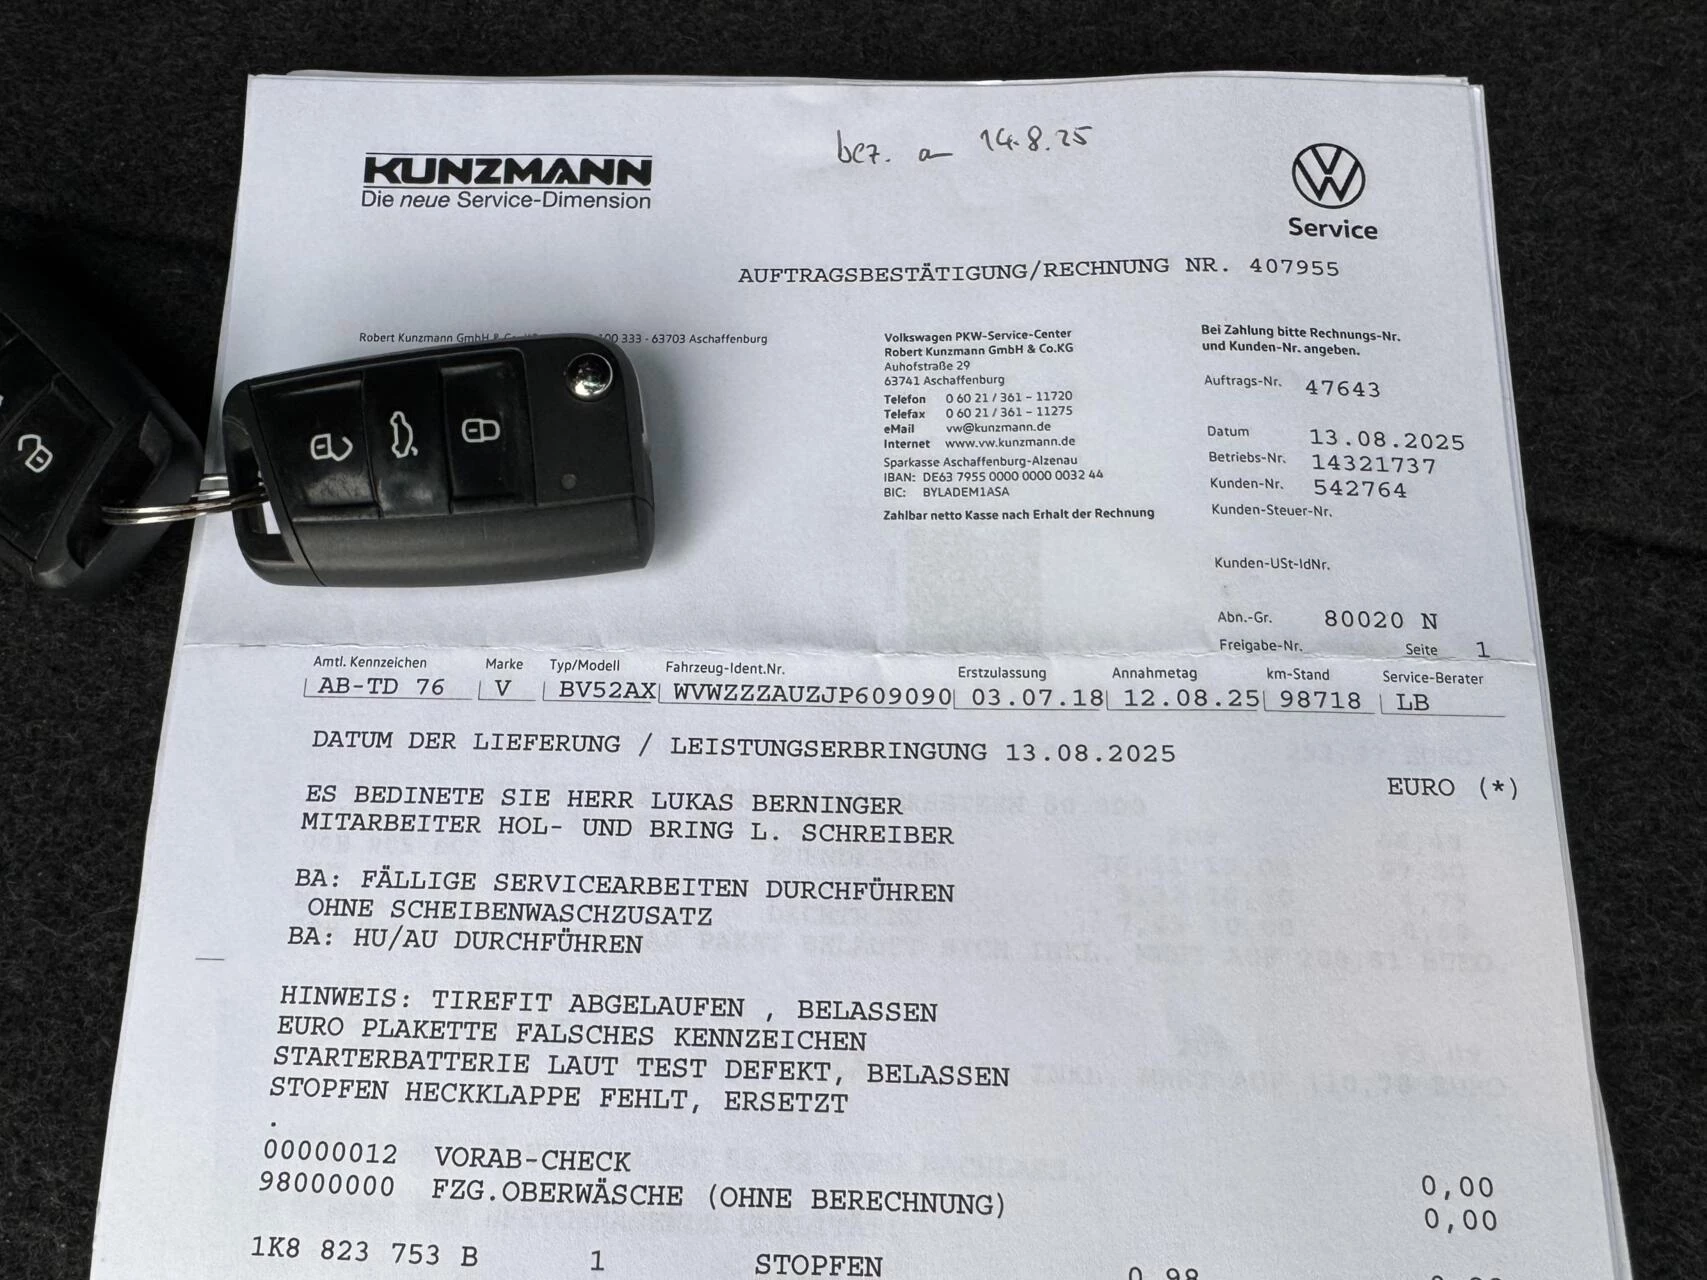 bez. am 14.8.25
KUNZMANN
Die neue Service-Dimension
Service
AUFTRAGSBESTÄTIGUNG/RECHNUNG NR. 407955
Robert Kunzmann GmbH & 00 333 - 63703 Aschaffenburg
Volkswagen PKW-Service-Center
Robert Kunzmann GmbH & Co.KG
Auhofstraße 29
63741 Aschaffenburg
Telefon 0 60 21 / 361 - 11720
Telefax 0 60 21 / 361 - 11275
eMail vw@kunzmann.de
Internet www.vw.kunzmann.de
Sparkasse Aschaffenburg-Alzenau
IBAN: DE63 7955 0000 0000 0032 44
BIC: BYLADEM1ASA
Zahlbar netto Kasse nach Erhalt der Rechnung
Bei Zahlung bitte Rechnungs-Nr.
und Kunden-Nr. angeben.
Auftrags-Nr. 47643
Datum 13.08.2025
Betriebs-Nr. 14321737
Kunden-Nr. 542764
Kunden-Steuer-Nr.
Kunden-USt-IdNr.
Abn.-Gr. 80020 N
Freigabe-Nr. Seite 1
Amtl. Kennzeichen Marke Typ/Modell Fahrzeug-Ident.Nr. Erstzulassung Annahmetag km-Stand Service-Berater
AB-TD 76 V BV52AX WVWZZZAUZJP609090 03.07.18 12.08.25 98718 LB
DATUM DER LIEFERUNG / LEISTUNGSERBRINGUNG 13.08.2025
EURO (*)
ES BEDINETE SIE HERR LUKAS BERNINGER
MITARBEITER HOL- UND BRING L. SCHREIBER
BA: FÄLLIGE SERVICEARBEITEN DURCHFÜHREN
OHNE SCHEIBENWASCHZUSATZ
BA: HU/AU DURCHFÜHREN
HINWEIS: TIREFIT ABGELAUFEN , BELASSEN
EURO PLAKETTE FALSCHES KENNZEICHEN
STARTERBATTERIE LAUT TEST DEFEKT, BELASSEN
STOPFEN HECKKLAPPE FEHLT, ERSETZT
.
00000012 VORAB-CHECK 0,00
98000000 FZG.OBERWÄSCHE (OHNE BERECHNUNG) 0,00
1K8 823 753 B 1 STOPFEN 0,98